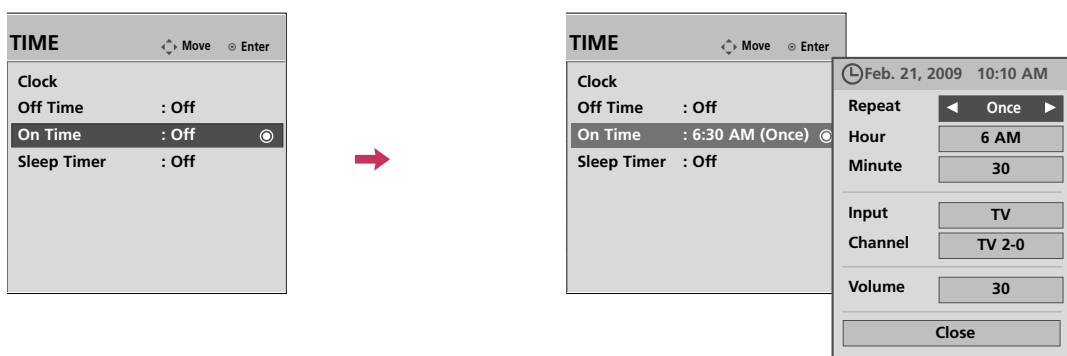 TIME Move Enter
Clock
Off Time : Off
On Time : Off
Sleep Timer : Off
TIME Move Enter
Clock
Off Time : Off
On Time : 6:30 AM (Once)
Sleep Timer : Off
Feb. 21, 2009 10:10 AM
Repeat ◀ Once ▶
Hour 6 AM
Minute 30
Input TV
Channel TV 2-0
Volume 30
Close